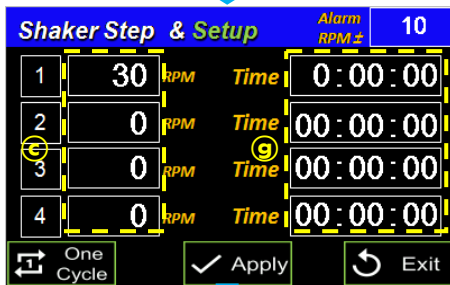 Shaker Step & Setup Alarm RPM± 10
1 30 RPM Time 0:00:00
2 0 RPM Time 00:00:00
c g
3 0 RPM Time 00:00:00
4 0 RPM Time 00:00:00
1 One Cycle Apply Exit